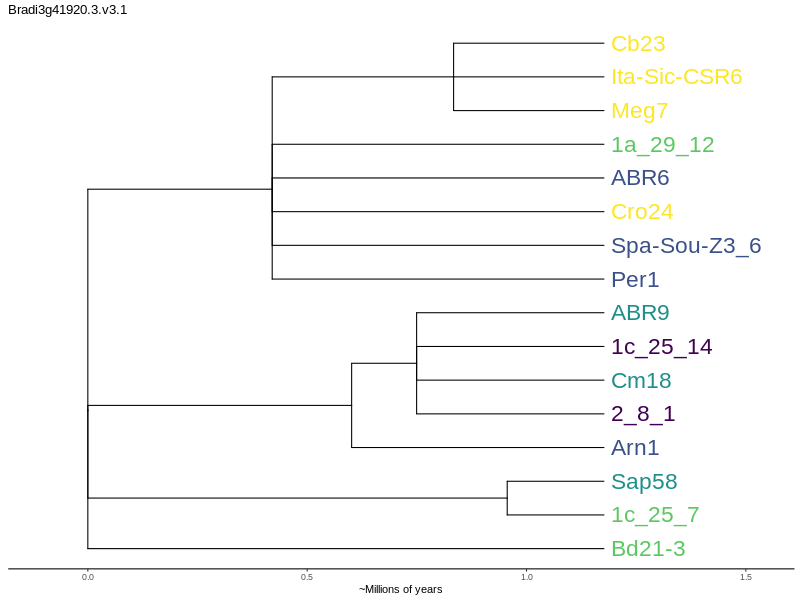 Bradi3g41920.3.v3.1
Cb23
Ita-Sic-CSR6
Meg7
1a_29_12
ABR6
Cro24
Spa-Sou-Z3_6
Per1
ABR9
1c_25_14
Cm18
2_8_1
Arn1
Sap58
1c_25_7
Bd21-3
0.0 0.5 1.0 1.5
~Millions of years